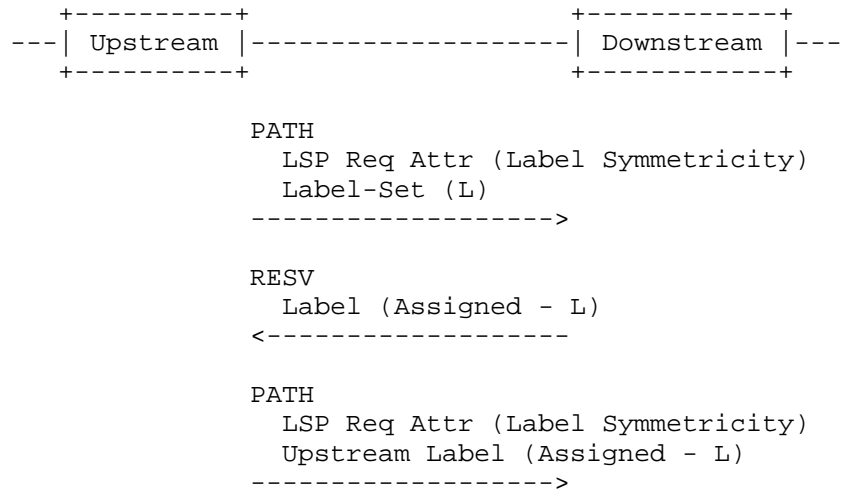 +----------+                    +------------+
---| Upstream |--------------------| Downstream |---
+----------+                    +------------+
PATH
LSP Req Attr (Label Symmetricity)
Label-Set (L)
------------------->
RESV
Label (Assigned - L)
<-------------------
PATH
LSP Req Attr (Label Symmetricity)
Upstream Label (Assigned - L)
------------------->